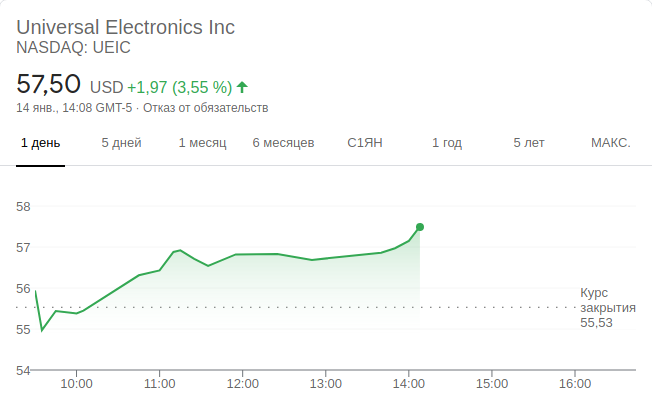 Universal Electronics Inc
NASDAQ: UEIC
57,50 USD +1,97 (3,55 %)
14 янв., 14:08 GMT-5 · Отказ от обязательств
1 день 5 дней 1 месяц 6 месяцев С1ЯН 1 год 5 лет МАКС.
58
57
56
55
54
Курс
закрытия
55,53
10:00 11:00 12:00 13:00 14:00 15:00 16:00